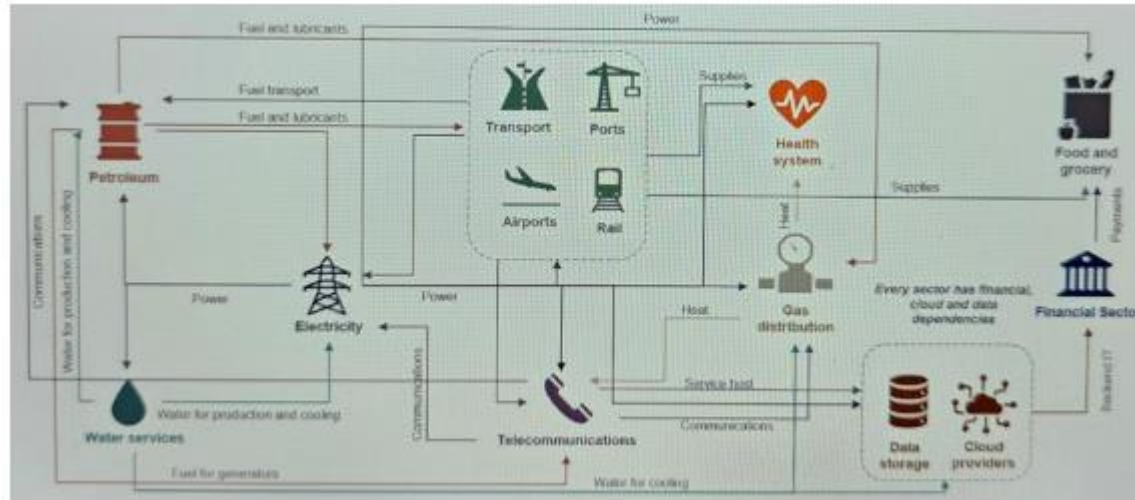 Power
Fuel and lubricants
Fuel transport
Fuel and lubricants
Petroleum
Transport
Ports
Airports
Rail
Supplies
Health
system
Food and
grocery
Supplies
Heat
Payments
Communications
Water for production and cooling
Power
Electricity
Power
Gas
distribution
Heat
Every sector has financial,
cloud and data
dependencies
Financial Secto
Water services
Water for production and cooling
Communications
Telecommunications
Service host
Communications
Data
storage
Cloud
providers
Backend IT
Fuel for generators
Water for cooling